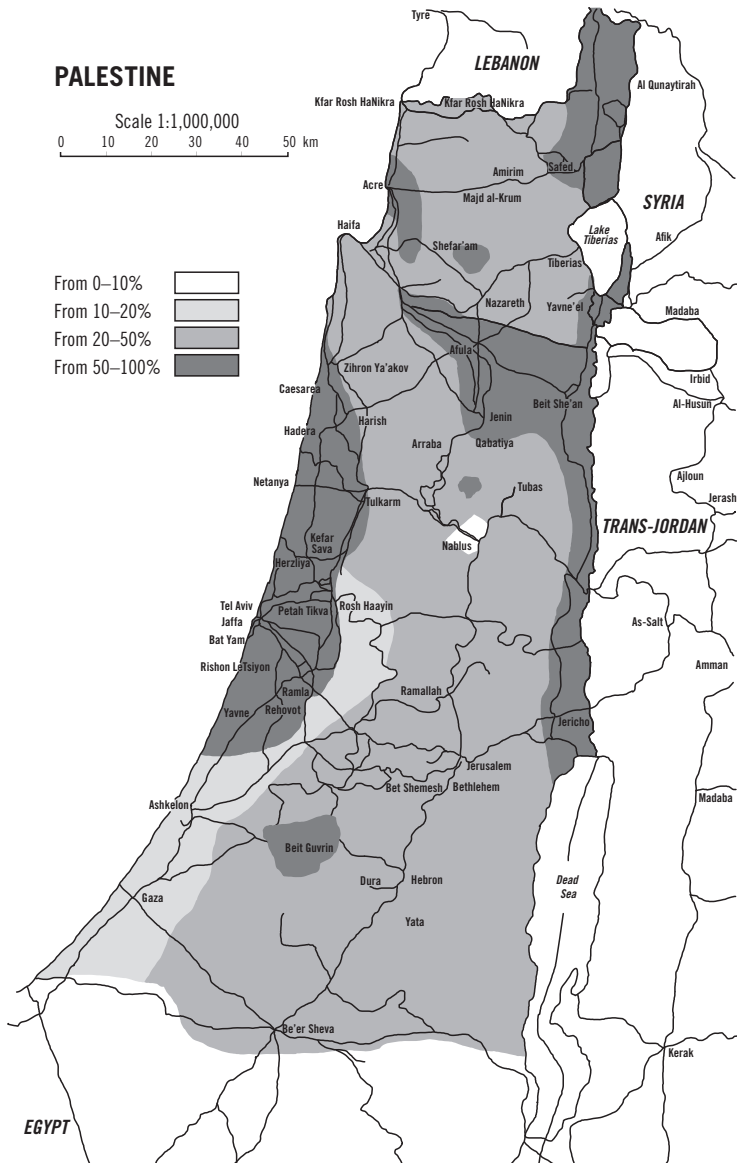 Tyre
LEBANON
PALESTINE
Al Qunaytirah
Kfar Rosh HaNikra
Kfar Rosh HaNikra
Scale 1:1,000,000
0 10 20 30 40 50 km
Safed
Amirim
Acre
Majd al-Krum
SYRIA
Haifa
Lake
Tiberias
Afik
Shefar'am
Tiberias
From 0–10%
From 10–20%
From 20–50%
From 50–100%
Nazareth
Yavne'el
Madaba
Afula
Zihron Ya'akov
Irbid
Caesarea
Beit She'an
Al-Husun
Harish
Jenin
Hadera
Arraba
Qabatiya
Netanya
Ajloun
Tubas
Jerash
Tulkarm
TRANS-JORDAN
Kefar
Sava
Nablus
Herzliya
Tel Aviv
Petah Tikva
Rosh Haayin
Jaffa
As-Salt
Bat Yam
Rishon LeTsiyon
Amman
Ramla
Ramallah
Yavne
Rehovot
Jericho
Jerusalem
Bet Shemesh
Bethlehem
Madaba
Ashkelon
Beit Guvrin
Dura
Hebron
Dead
Sea
Gaza
Yata
Be'er Sheva
Kerak
EGYPT